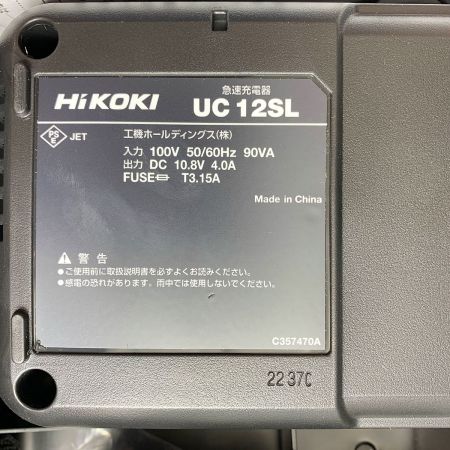 HiKOKI
急速充電器
UC 12SL
PS
E
JET
工機ホールディングス(株)
入力 100V 50/60Hz 90VA
出力 DC 10.8V 4.0A
FUSE T3.15A
Made in China
警告
●ご使用前に取扱説明書を必ずよくお読みください。
●感電の恐れがあります。雨中では使用しないでください。
C357470A
2237C